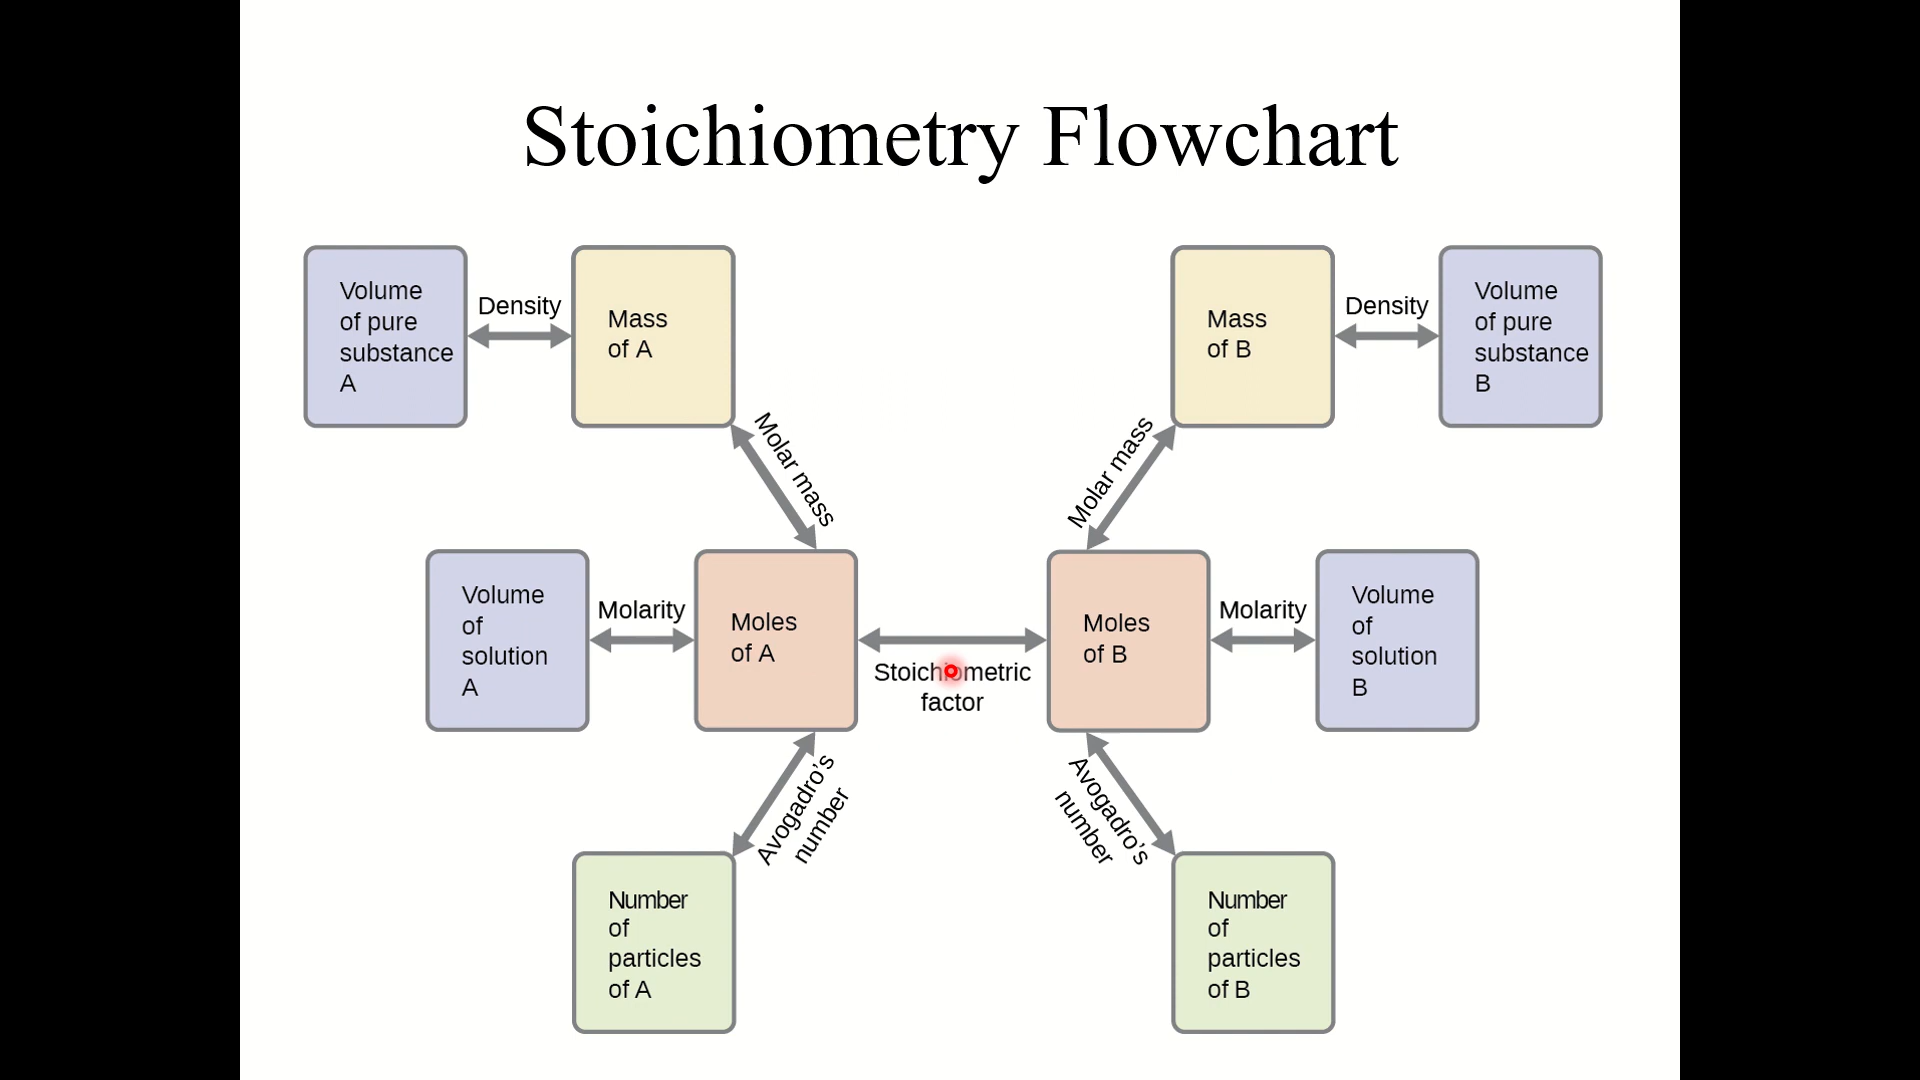 Stoichiometry Flowchart
Volume
of pure
substance
A
Density
Mass
of A
Mass
of B
Density
Volume
of pure
substance
B
Molar mass
Molar mass
Volume
of
solution
A
Molarity
Moles
of A
Stoichiometric
factor
Moles
of B
Molarity
Volume
of
solution
B
Avogadro’s
number
Avogadro’s
number
Number
of
particles
of A
Number
of
particles
of B